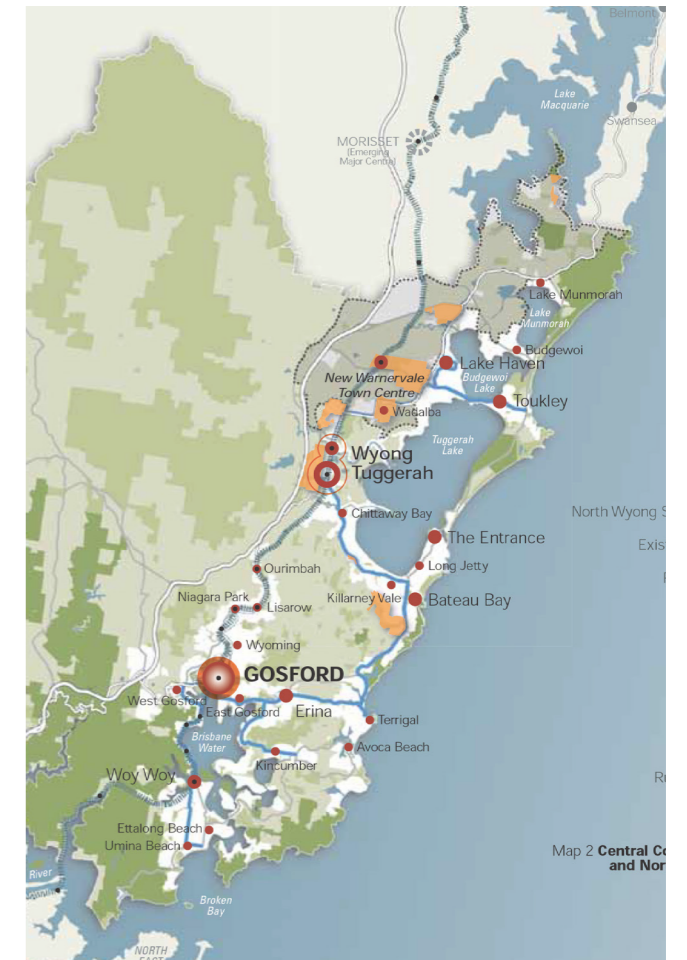 Belmont
Lake
Macquarie
Swansea
MORISSET
(Emerging
Major Centre)
Lake Munmorah
Lake
Munmorah
Budgewoi
Lake Haven
New Warnervale
Town Centre
Budgewoi
Lake
Toukley
Wadalba
Tuggerah
Lake
Wyong
Tuggerah
Chittaway Bay
North Wyong S
The Entrance
Exis
Long Jetty
Ourimbah
Killarney Vale
Bateau Bay
Niagara Park
Lisarow
Wyoming
GOSFORD
West Gosford
East Gosford
Erina
Terrigal
Brisbane
Water
Avoca Beach
Kincumber
Woy Woy
Ettalong Beach
Umina Beach
Map 2 Central Co
and Nor
River
Broken
Bay
NORTH